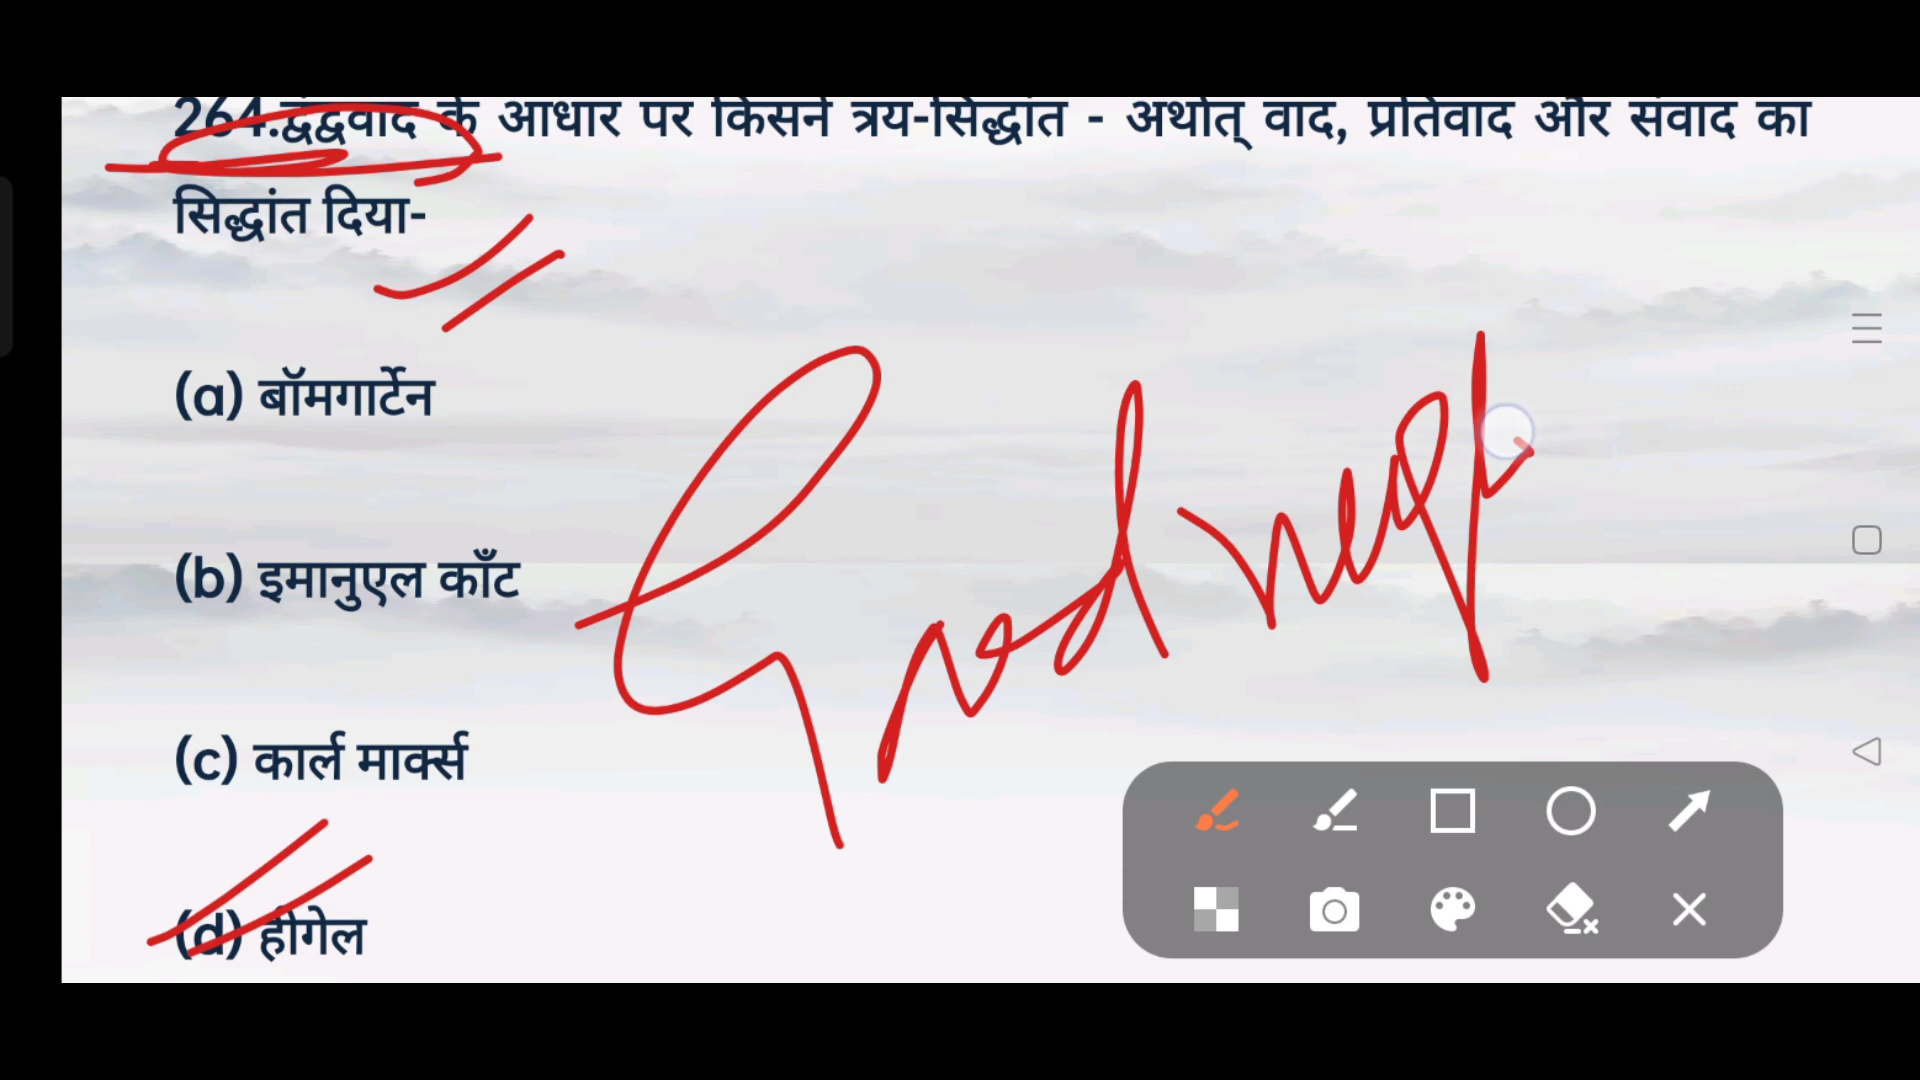 264.द्वंद्ववाद के आधार पर किसने त्रय-सिद्धांत - अर्थात् वाद, प्रतिवाद और संवाद का
सिद्धांत दिया-
(a) बॉमगार्टेन
(b) इमानुएल काँट
(c) कार्ल मार्क्स
(d) हीगेल